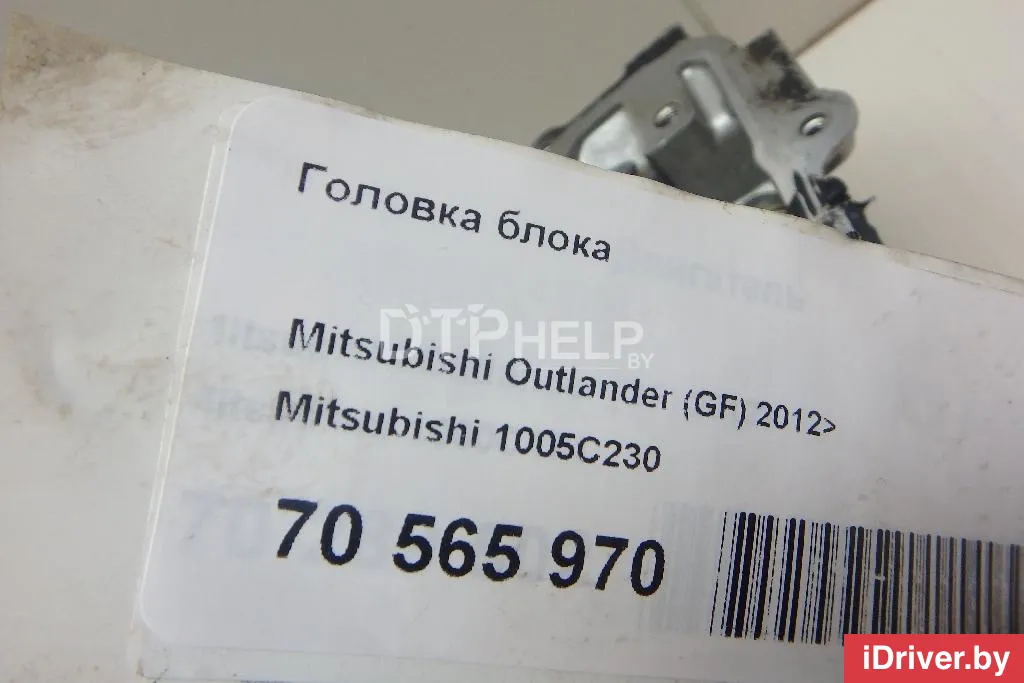 Головка блока
DTPHELP
BY
Mitsubishi Outlander (GF) 2012>
Mitsubishi 1005C230
70 565 970
iDriver.by